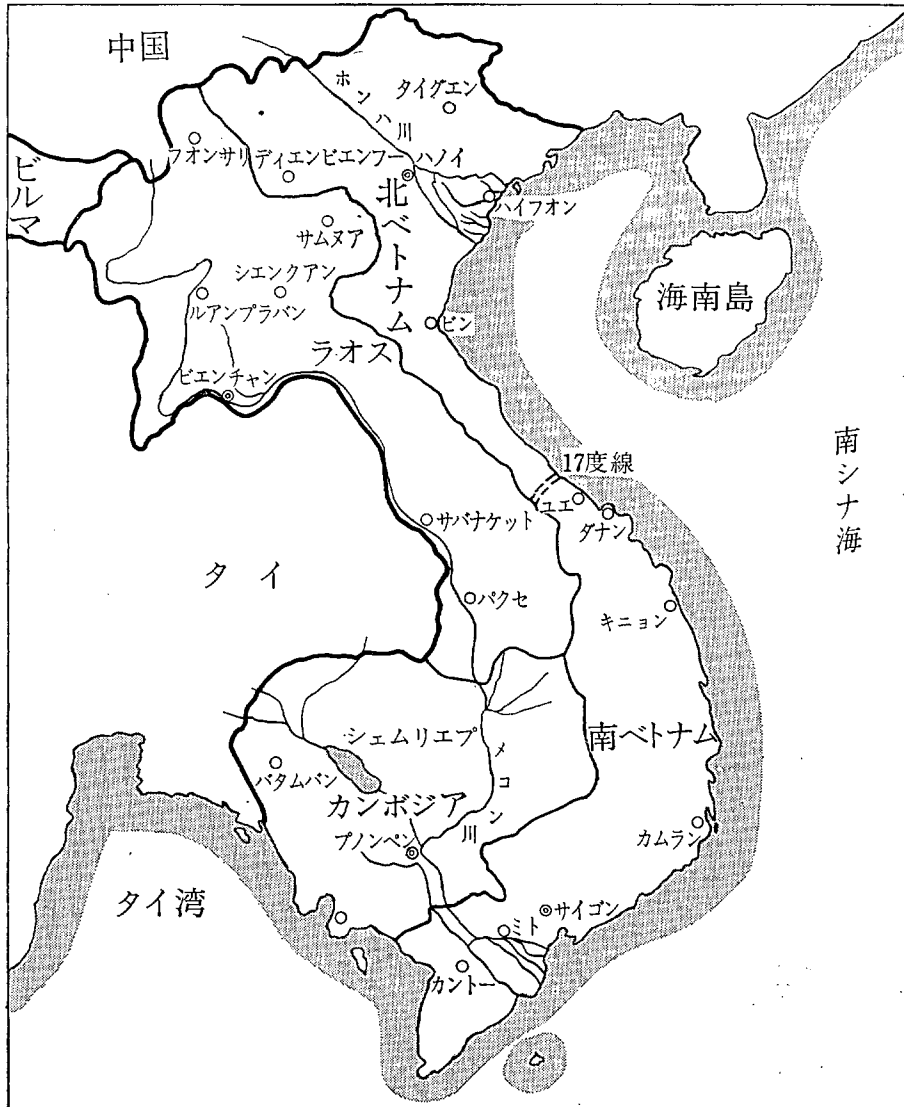 中国
ホンハ川
タイグエン
ビルマ
フオンサリ
ディエンビエンフー
ハノイ
ハイフオン
北ベトナム
サムヌア
シエンクアン
ルアンプラバン
海南島
ビン
ラオス
ビエンチャン
南シナ海
17度線
ユエ
ダナン
サバナケット
タイ
パクセ
キニョン
シェムリエプ
南ベトナム
メコン川
バタムバン
カンボジア
プノンペン
カムラン
タイ湾
サイゴン
ミト
カントー